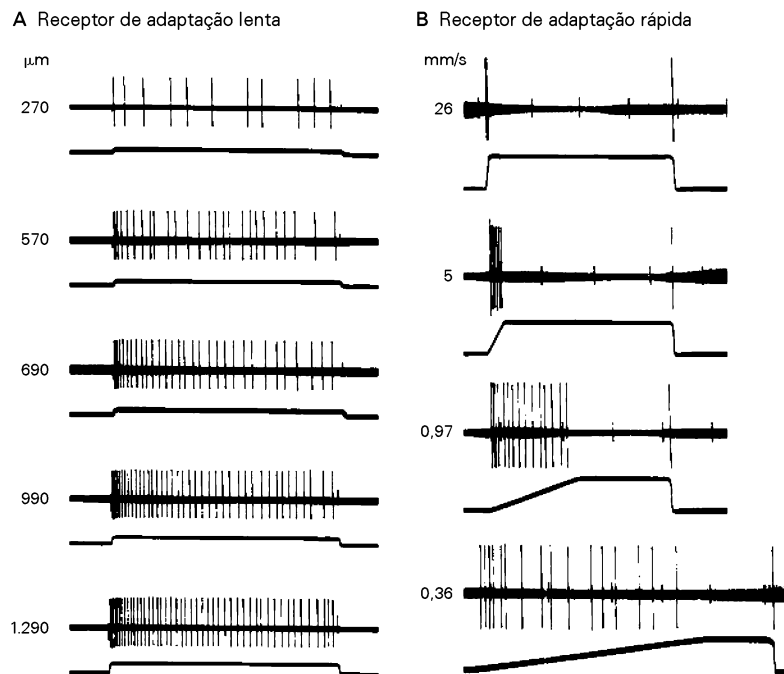 A Receptor de adaptação lenta
μm
270
570
690
990
1.290
B Receptor de adaptação rápida
mm/s
26
5
0,97
0,36